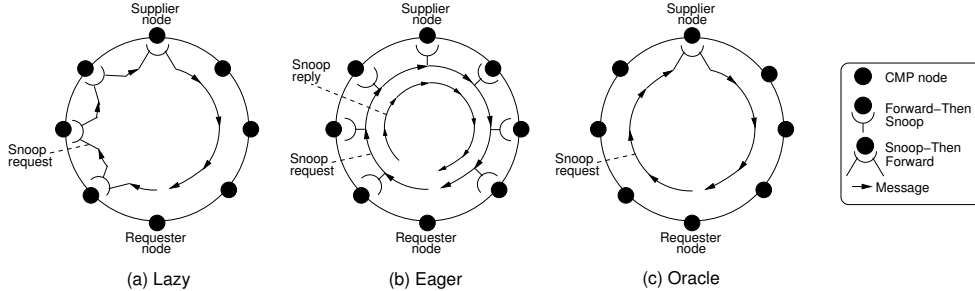 Supplier
node
Snoop
request
Requester
node
(a) Lazy
Supplier
node
Snoop
reply
Snoop
request
Requester
node
(b) Eager
Supplier
node
Snoop
request
Requester
node
(c) Oracle
CMP node
Forward−Then
Snoop
Snoop−Then
Forward
Message